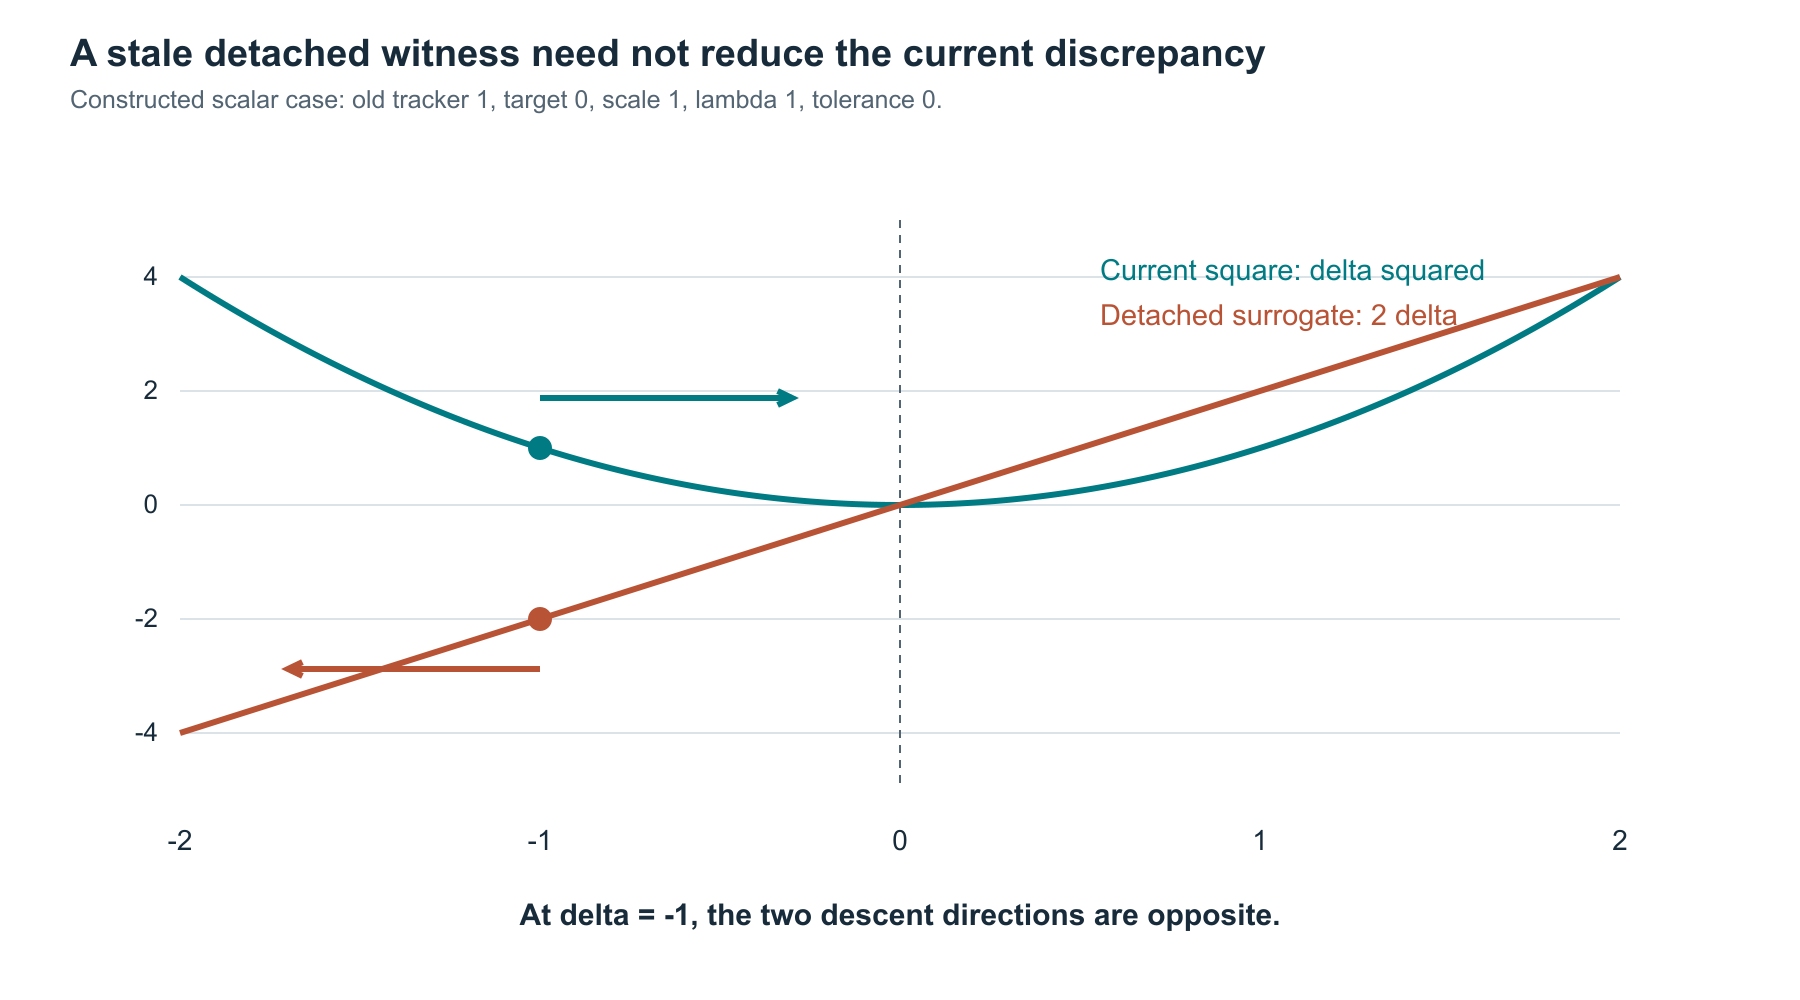 A stale detached witness need not reduce the current discrepancy
Constructed scalar case: old tracker 1, target 0, scale 1, lambda 1, tolerance 0.
Current square: delta squared
Detached surrogate: 2 delta
4
2
0
-2
-4
-2
-1
0
1
2
At delta = -1, the two descent directions are opposite.